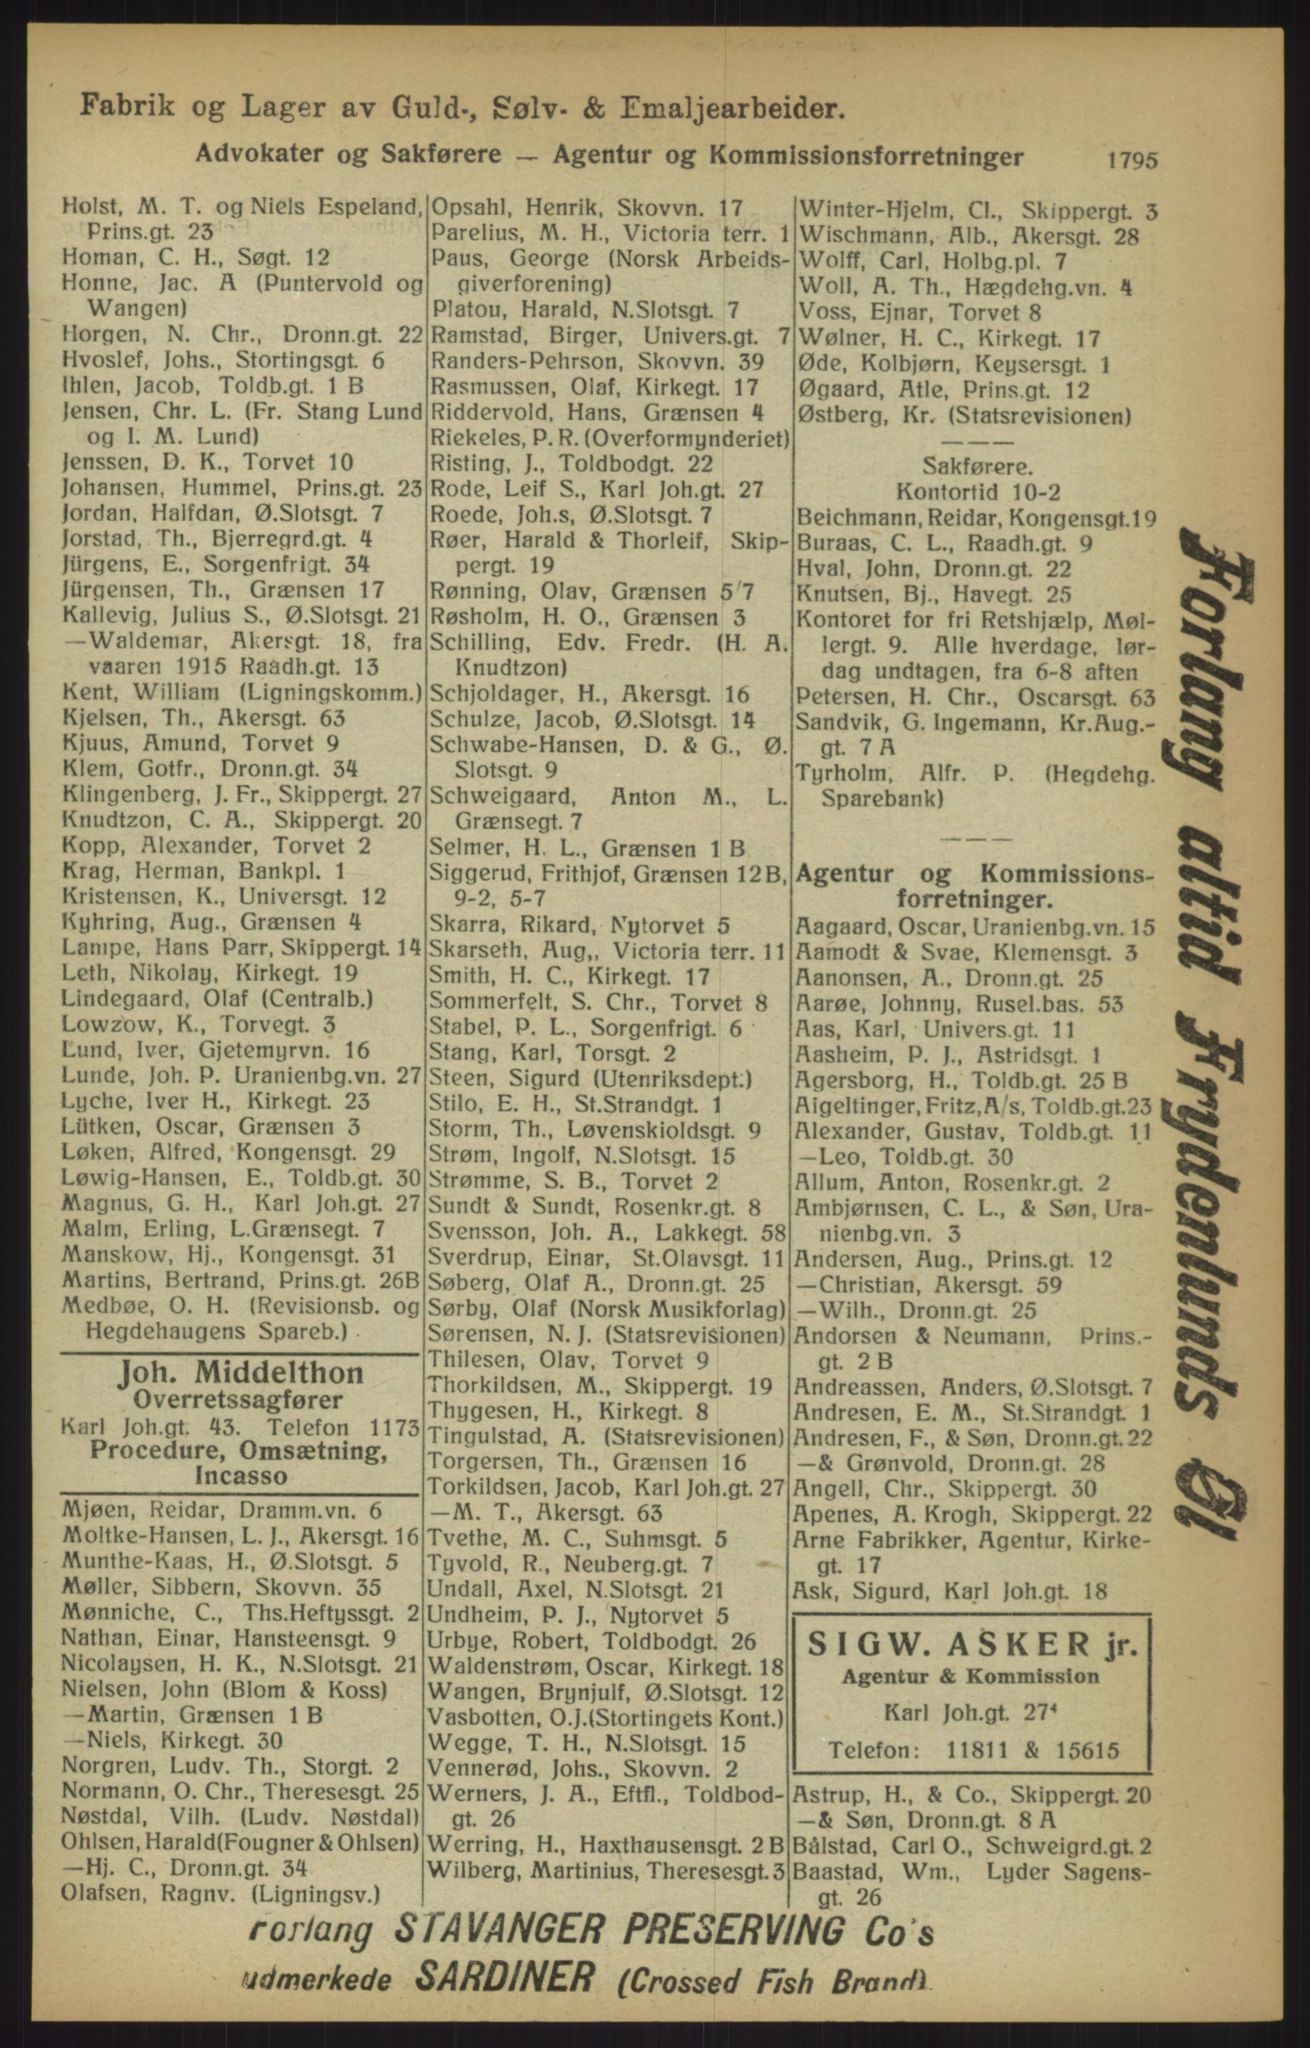 Fabrik og Lager av Guld-, Sølv- & Emaljearbeider.
Advokater og Sakførere — Agentur og Kommissionsforretninger 1795
Holst, M. T. og Niels Espeland,
Prins.gt. 23
Homan, C. H., Søgt. 12
Honne, Jac. A (Puntervold og
Wangen)
Horgen, N. Chr., Dronn.gt. 22
Hvoslef, Johs., Stortingsgt. 6
Ihlen, Jacob, Toldb.gt. 1 B
Jensen, Chr. L. (Fr. Stang Lund
og I. M. Lund)
Jenssen, D. K., Torvet 10
Johansen, Hummel, Prins.gt. 23
Jordan, Halfdan, Ø.Slotsgt. 7
Jorstad, Th., Bjerregrd.gt. 4
Jürgens, E., Sorgenfrigt. 34
Jürgensen, Th., Grænsen 17
Kallevig, Julius S., Ø.Slotsgt. 21
—Waldemar, Akersgt. 18, fra
vaaren 1915 Raadh.gt. 13
Kent, William (Ligningskomm.)
Kjelsen, Th., Akersgt. 63
Kjuus, Amund, Torvet 9
Klem, Gotfr., Dronn.gt. 34
Klingenberg, J. Fr., Skippergt. 27
Knudtzon, C. A., Skippergt. 20
Kopp, Alexander, Torvet 2
Krag, Herman, Bankpl. 1
Kristensen, K., Universgt. 12
Kyhring, Aug., Grænsen 4
Lampe, Hans Parr, Skippergt. 14
Leth, Nikolay, Kirkegt. 19
Lindegaard, Olaf (Centralb.)
Lowzow, K., Torvegt. 3
Lund, Iver, Gjetemyrvn. 16
Lunde, Joh. P. Uranienbg.vn. 27
Lyche, Iver H., Kirkegt. 23
Lütken, Oscar, Grænsen 3
Løken, Alfred, Kongensgt. 29
Løwig-Hansen, E., Toldb.gt. 30
Magnus, G. H., Karl Joh.gt. 27
Malm, Erling, L.Grænsegt. 7
Manskow, Hj., Kongensgt. 31
Martins, Bertrand, Prins.gt. 26B
Medbøe, O. H. (Revisionsb. og
Hegdehaugens Spareb.)
Joh. Middelthon
Overretssagfører
Karl Joh.gt. 43. Telefon 1173
Procedure, Omsætning,
Incasso
Mjøen, Reidar, Dramm.vn. 6
Moltke-Hansen, L. J., Akersgt. 16
Munthe-Kaas, H., Ø.Slotsgt. 5
Møller, Sibbern, Skovvn. 35
Mønniche, C., Ths.Heftyssgt. 2
Nathan, Einar, Hansteensgt. 9
Nicolaysen, H. K., N.Slotsgt. 21
Nielsen, John (Blom & Koss)
—Martin, Grænsen 1 B
—Niels, Kirkegt. 30
Norgren, Ludv. Th., Storgt. 2
Normann, O. Chr., Theresesgt. 25
Nøstdal, Vilh. (Ludv. Nøstdal)
Ohlsen, Harald (Fougner & Ohlsen)
—Hj. C., Dronn.gt. 34
Olafsen, Ragnv. (Ligningsv.)
Opsahl, Henrik, Skovvn. 17
Parelius, M. H., Victoria terr. 1
Paus, George (Norsk Arbeids-
giverforening)
Platou, Harald, N.Slotsgt. 7
Ramstad, Birger, Univers.gt. 7
Randers-Pehrson, Skovvn. 39
Rasmussen, Olaf, Kirkegt. 17
Riddervold, Hans, Grænsen 4
Riekeles, P. R. (Overformynderiet)
Risting, J., Toldbodgt. 22
Rode, Leif S., Karl Joh.gt. 27
Roede, Joh.s, Ø.Slotsgt. 7
Røer, Harald & Thorleif, Skip-
pergt. 19
Rønning, Olav, Grænsen 5/7
Røsholm, H. O., Grænsen 3
Schilling, Edv. Fredr. (H. A.
Knudtzon)
Schjoldager, H., Akersgt. 16
Schulze, Jacob, Ø.Slotsgt. 14
Schwabe-Hansen, D. & G., Ø.
Slotsgt. 9
Schweigaard, Anton M., L.
Grænsegt. 7
Selmer, H. L., Grænsen 1 B
Siggerud, Frithjof, Grænsen 12 B,
9-2, 5-7
Skarra, Rikard, Nytorvet 5
Skarseth, Aug,, Victoria terr. 11
Smith, H. C., Kirkegt. 17
Sommerfelt, S. Chr., Torvet 8
Stabel, P. L., Sorgenfrigt. 6
Stang, Karl, Torsgt. 2
Steen, Sigurd (Utenriksdept.)
Stilo, E. H., St.Strandgt. 1
Storm, Th., Løvenskioldsgt. 9
Strøm, Ingolf, N.Slotsgt. 15
Strømme, S. B., Torvet 2
Sundt & Sundt, Rosenkr.gt. 8
Svensson, Joh. A., Lakkegt. 58
Sverdrup, Einar, St.Olavsgt. 11
Søberg, Olaf A., Dronn.gt. 25
Sørby, Olaf (Norsk Musikforlag)
Sørensen, N. J. (Statsrevisionen)
Thilesen, Olav, Torvet 9
Thorkildsen, M., Skippergt. 19
Thygesen, H., Kirkegt. 8
Tingulstad, A. (Statsrevisionen)
Torgersen, Th., Grænsen 16
Torkildsen, Jacob, Karl Joh.gt. 27
—M. T., Akersgt. 63
Tvethe, M. C., Suhmsgt. 5
Tyvold, R., Neuberg.gt. 7
Undall, Axel, N.Slotsgt. 21
Undheim, P. J., Nytorvet 5
Urbye, Robert, Toldbodgt. 26
Waldenstrøm, Oscar, Kirkegt. 18
Wangen, Brynjulf, Ø.Slotsgt. 12
Vasbotten, O.J.(Stortingets Kont.)
Wegge, T. H., N.Slotsgt. 15
Vennerød, Johs., Skovvn. 2
Werners, J. A., Eftfl., Toldbod-
gt. 26
Werring, H., Haxthausensgt. 2 B
Wilberg, Martinius, Theresesgt. 3
Winter-Hjelm, Cl., Skippergt. 3
Wischmann, Alb., Akersgt. 28
Wolff, Carl, Holbg.pl. 7
Woll, A. Th., Hægdehg.vn. 4
Voss, Ejnar, Torvet 8
Wølner, H. C., Kirkegt. 17
Øde, Kolbjørn, Keysersgt. 1
Øgaard, Atle, Prins.gt. 12
Østberg, Kr. (Statsrevisionen)
Sakførere.
Kontortid 10-2
Beichmann, Reidar, Kongensgt.19
Buraas, C. L., Raadh.gt. 9
Hval, John, Dronn.gt. 22
Knutsen, Bj., Havegt. 25
Kontoret for fri Retshjælp, Møl-
lergt. 9. Alle hverdage, lør-
dag undtagen, fra 6-8 aften
Petersen, H. Chr., Oscarsgt. 63
Sandvik, G. Ingemann, Kr.Aug.-
gt. 7 A
Tyrholm, Alfr. P. (Hegdehg.
Sparebank)
Agentur og Kommissions-
forretninger.
Aagaard, Oscar, Uranienbg.vn. 15
Aamodt & Svae, Klemensgt. 3
Aanonsen, A., Dronn.gt. 25
Aarøe, Johnny, Rusel.bas. 53
Aas, Karl, Univers.gt. 11
Aasheim, P. J., Astridsgt. 1
Agersborg, H., Toldb.gt. 25 B
Aigeltinger, Fritz, A/s, Toldb.gt.23
Alexander, Gustav, Toldb.gt. 11
—Leo, Toldb.gt. 30
Allum, Anton, Rosenkr.gt. 2
Ambjørnsen, C. L., & Søn, Ura-
nienbg.vn. 3
Andersen, Aug., Prins.gt. 12
—Christian, Akersgt. 59
—Wilh., Dronn.gt. 25
Andorsen & Neumann, Prins.-
gt. 2 B
Andreassen, Anders, Ø.Slotsgt. 7
Andresen, E. M., St.Strandgt. 1
Andresen, F., & Søn, Dronn.gt. 22
—& Grønvold, Dronn.gt. 28
Angell, Chr., Skippergt. 30
Apenes, A. Krogh, Skippergt. 22
Arne Fabrikker, Agentur, Kirke-
gt. 17
Ask, Sigurd, Karl Joh.gt. 18
SIGW. ASKER jr.
Agentur & Kommission
Karl Joh.gt. 27⁴
Telefon: 11811 & 15615
Astrup, H., & Co., Skippergt. 20
—& Søn, Dronn.gt. 8 A
Bålstad, Carl O., Schweigrd.gt. 2
Baastad, Wm., Lyder Sagens-
gt. 26
Forlang altid Frydenlunds Øl
Forlang STAVANGER PRESERVING Co's
udmerkede SARDINER (Crossed Fish Brand).